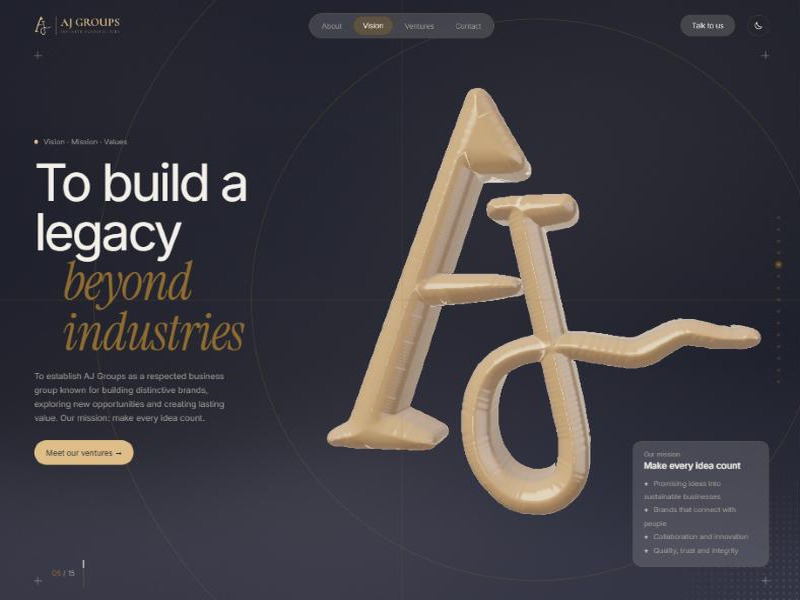 AJ GROUPS
About Vision Ventures Contact
Talk to us
Vision · Mission · Values
To build a
legacy
beyond
industries
To establish AJ Groups as a respected business
group known for building distinctive brands,
exploring new opportunities and creating lasting
value. Our mission: make every idea count.
Meet our ventures →
AJ
Our mission
Make every idea count
✦ Promising ideas into
sustainable businesses
✦ Brands that connect with
people
✦ Collaboration and innovation
✦ Quality, trust and integrity
05 / 15